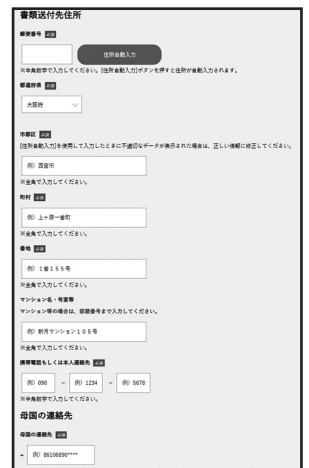 書類送付先住所
郵便番号 必須
住所自動入力
※半角数字で入力してください。[住所自動入力]ボタンを押すと住所が自動入力されます。
都道府県 必須
大阪府
市郡区 必須
[住所自動入力]を使用して入力したときに不適切なデータが表示された場合は、正しい情報に修正してください。
例）西宮市
※全角で入力してください。
町村 必須
例）上ヶ原一番町
※全角で入力してください。
番地 必須
例）１番１５５号
※全角で入力してください。
マンション名・号室等
マンション等の場合は、部屋番号まで入力してください。
例）新月マンション１０５号
※全角で入力してください。
携帯電話もしくは本人連絡先 必須
例）090 － 例）1234 － 例）5678
※半角数字で入力してください。
母国の連絡先
母国の連絡先 必須
+ 例）86106890****